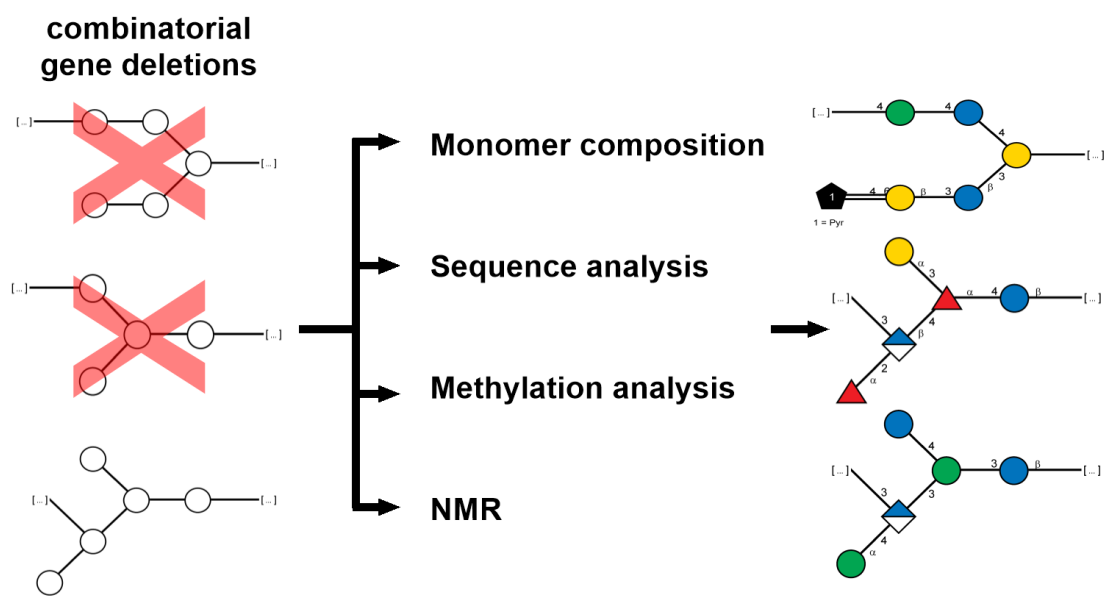 combinatorial
gene deletions
[...]
[...]
[...]
[...]
[...]
[...]
Monomer composition
Sequence analysis
Methylation analysis
NMR
[...] 4 4
4
[...]
3
β
1 4 6 β 3
1 = Pyr
α
3
[...] α 4 β [...]
3
4
β
2
α
4
[...] 3 β [...]
3
3
4
α